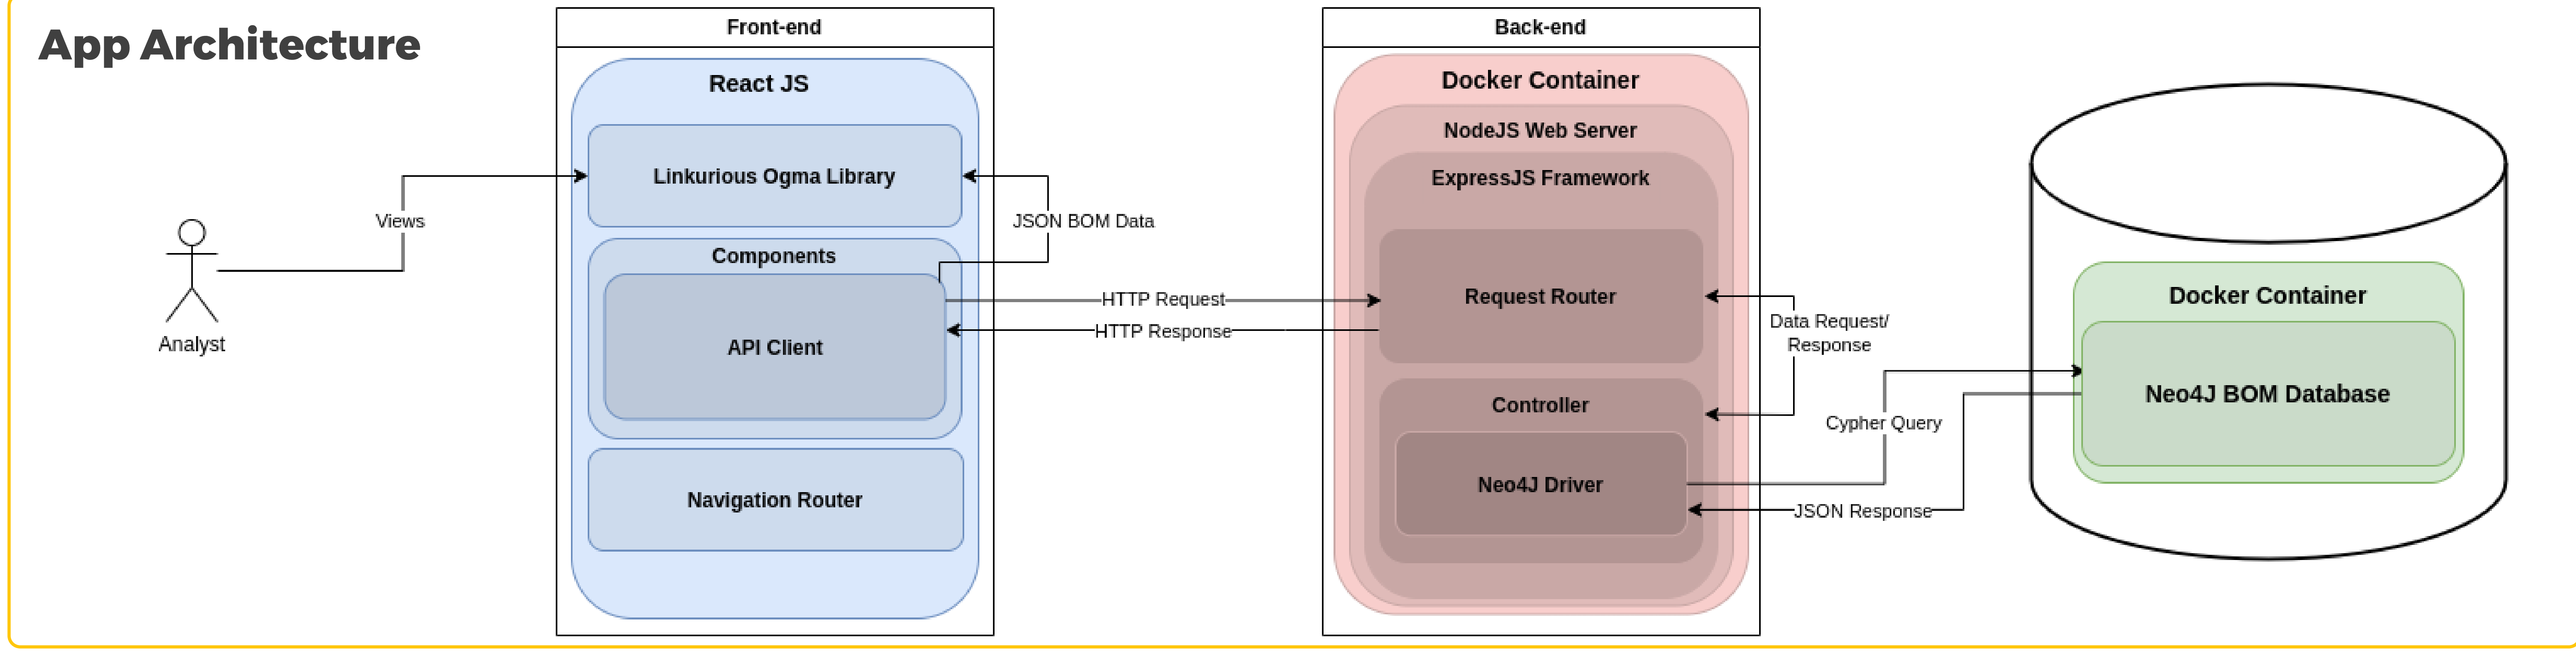 App Architecture
Front-end
React JS
Linkurious Ogma Library
Components
API Client
Navigation Router
Views
Analyst
JSON BOM Data
HTTP Request
HTTP Response
Back-end
Docker Container
NodeJS Web Server
ExpressJS Framework
Request Router
Controller
Neo4J Driver
Data Request/
Response
Cypher Query
JSON Response
Docker Container
Neo4J BOM Database